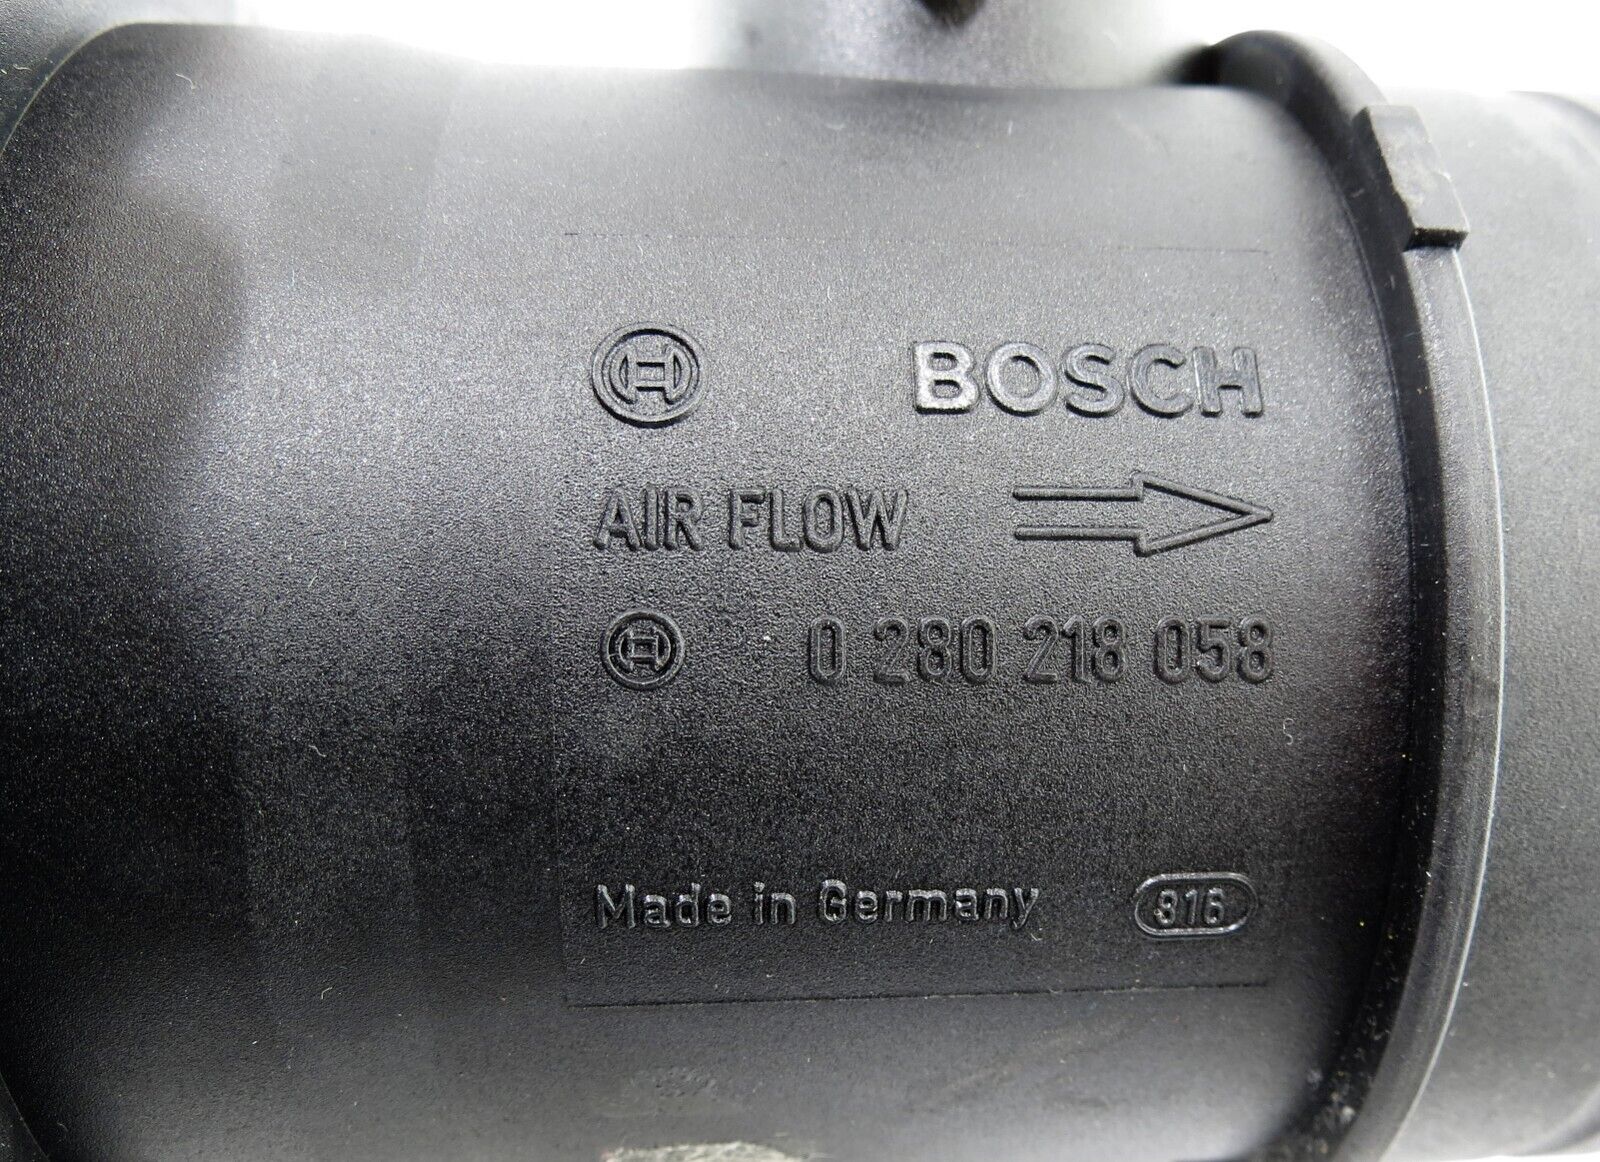 BOSCH
AIR FLOW
0 280 218 058
Made in Germany 816